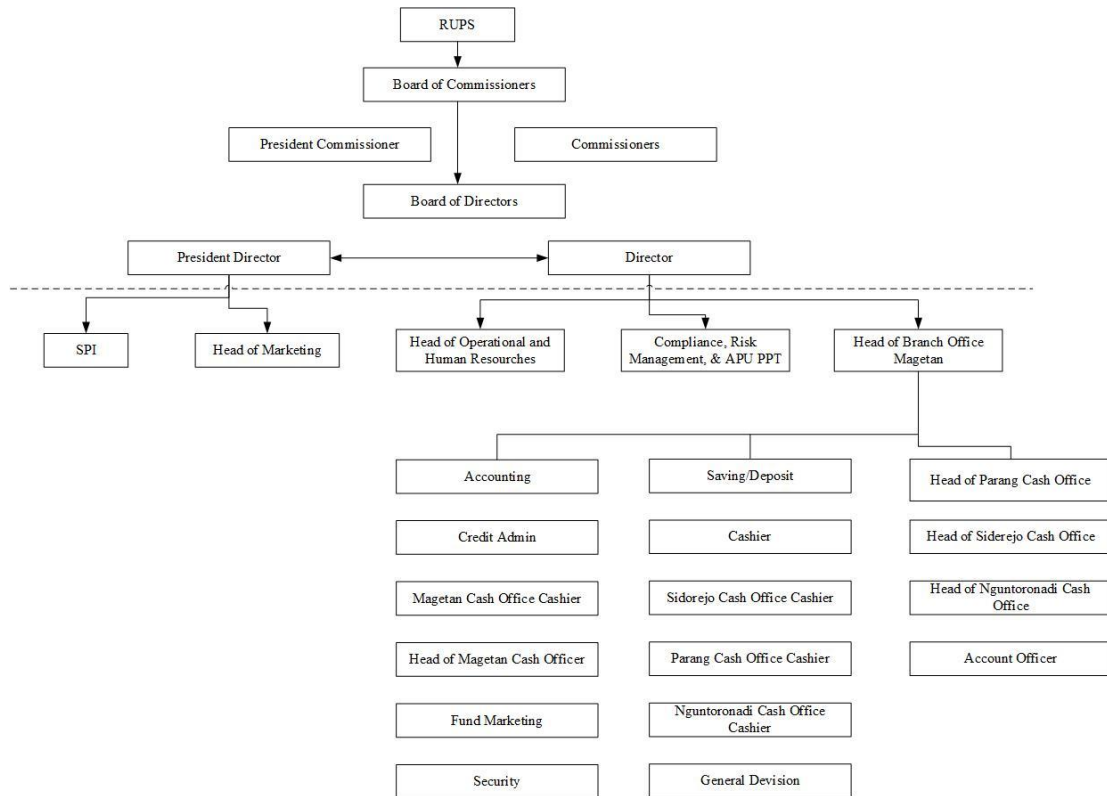 RUPS
Board of Commissioners
President Commissioner
Commissioners
Board of Directors
President Director
Director
SPI
Head of Marketing
Head of Operational and
Human Resourches
Compliance, Risk
Management, & APU PPT
Head of Branch Office
Magetan
Accounting
Saving/Deposit
Head of Parang Cash Office
Credit Admin
Cashier
Head of Siderejo Cash Office
Magetan Cash Office Cashier
Sidorejo Cash Office Cashier
Head of Nguntoronadi Cash
Office
Head of Magetan Cash Officer
Parang Cash Office Cashier
Account Officer
Fund Marketing
Nguntoronadi Cash Office
Cashier
Security
General Devision